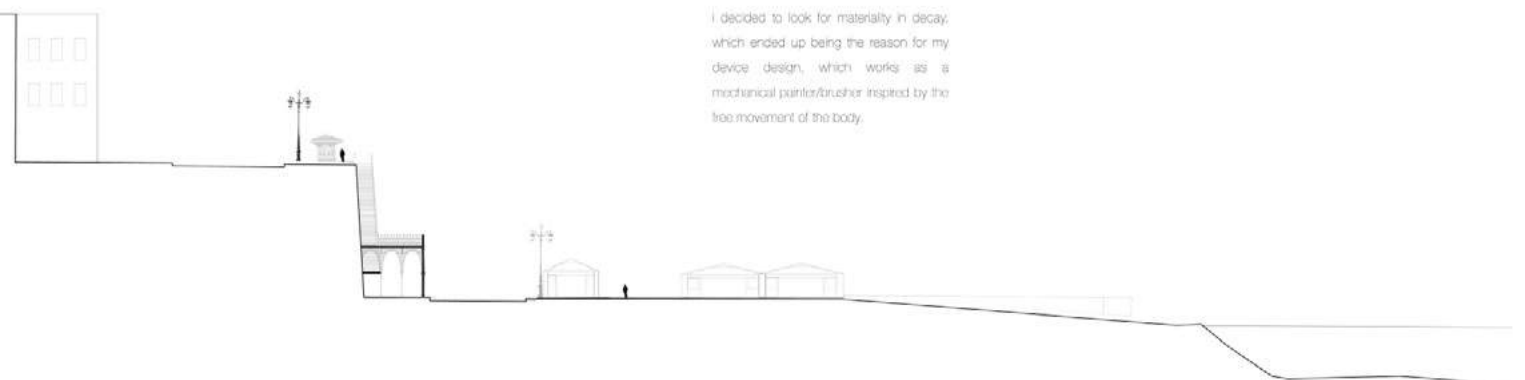 i decided to look for materiality in decay,
which ended up being the reason for my
device design, which works as a
mechanical painter/brusher inspired by the
free movement of the body.